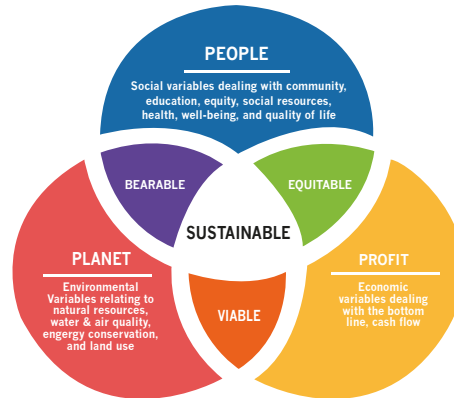 PEOPLE
Social variables dealing with community,
education, equity, social resources,
health, well-being, and quality of life
BEARABLE
EQUITABLE
SUSTAINABLE
PLANET
Environmental
Variables relating to
natural resources,
water & air quality,
engergy conservation,
and land use
PROFIT
Economic
variables dealing
with the bottom
line, cash flow
VIABLE